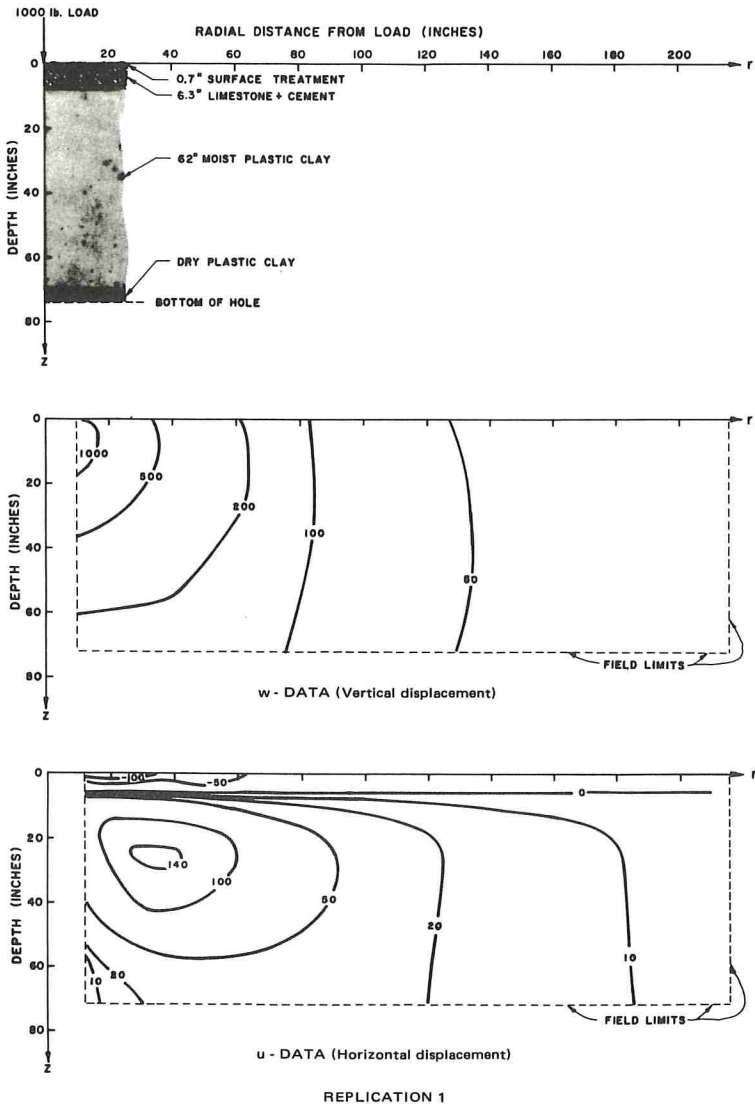 1000 lb. LOAD
RADIAL DISTANCE FROM LOAD (INCHES)
0 20 40 60 80 100 120 140 160 180 200
r
0
20
40
60
80
DEPTH (INCHES)
z
0.7" SURFACE TREATMENT
6.3" LIMESTONE + CEMENT
62" MOIST PLASTIC CLAY
DRY PLASTIC CLAY
BOTTOM OF HOLE
0
20
40
60
80
DEPTH (INCHES)
z
r
1000
500
200
100
50
FIELD LIMITS
w - DATA (Vertical displacement)
0
20
40
60
80
DEPTH (INCHES)
z
r
-100
-50
0
140
100
50
20
10
10
20
FIELD LIMITS
u - DATA (Horizontal displacement)
REPLICATION 1